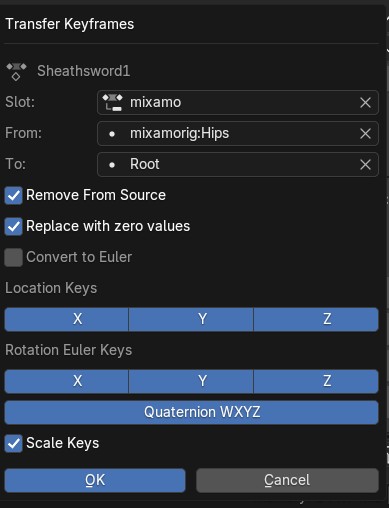 Transfer Keyframes
Sheathsword1
Slot: mixamo
From: mixamorig:Hips
To: Root
Remove From Source
Replace with zero values
Convert to Euler
Location Keys
X Y Z
Rotation Euler Keys
X Y Z
Quaternion WXYZ
Scale Keys
OK Cancel